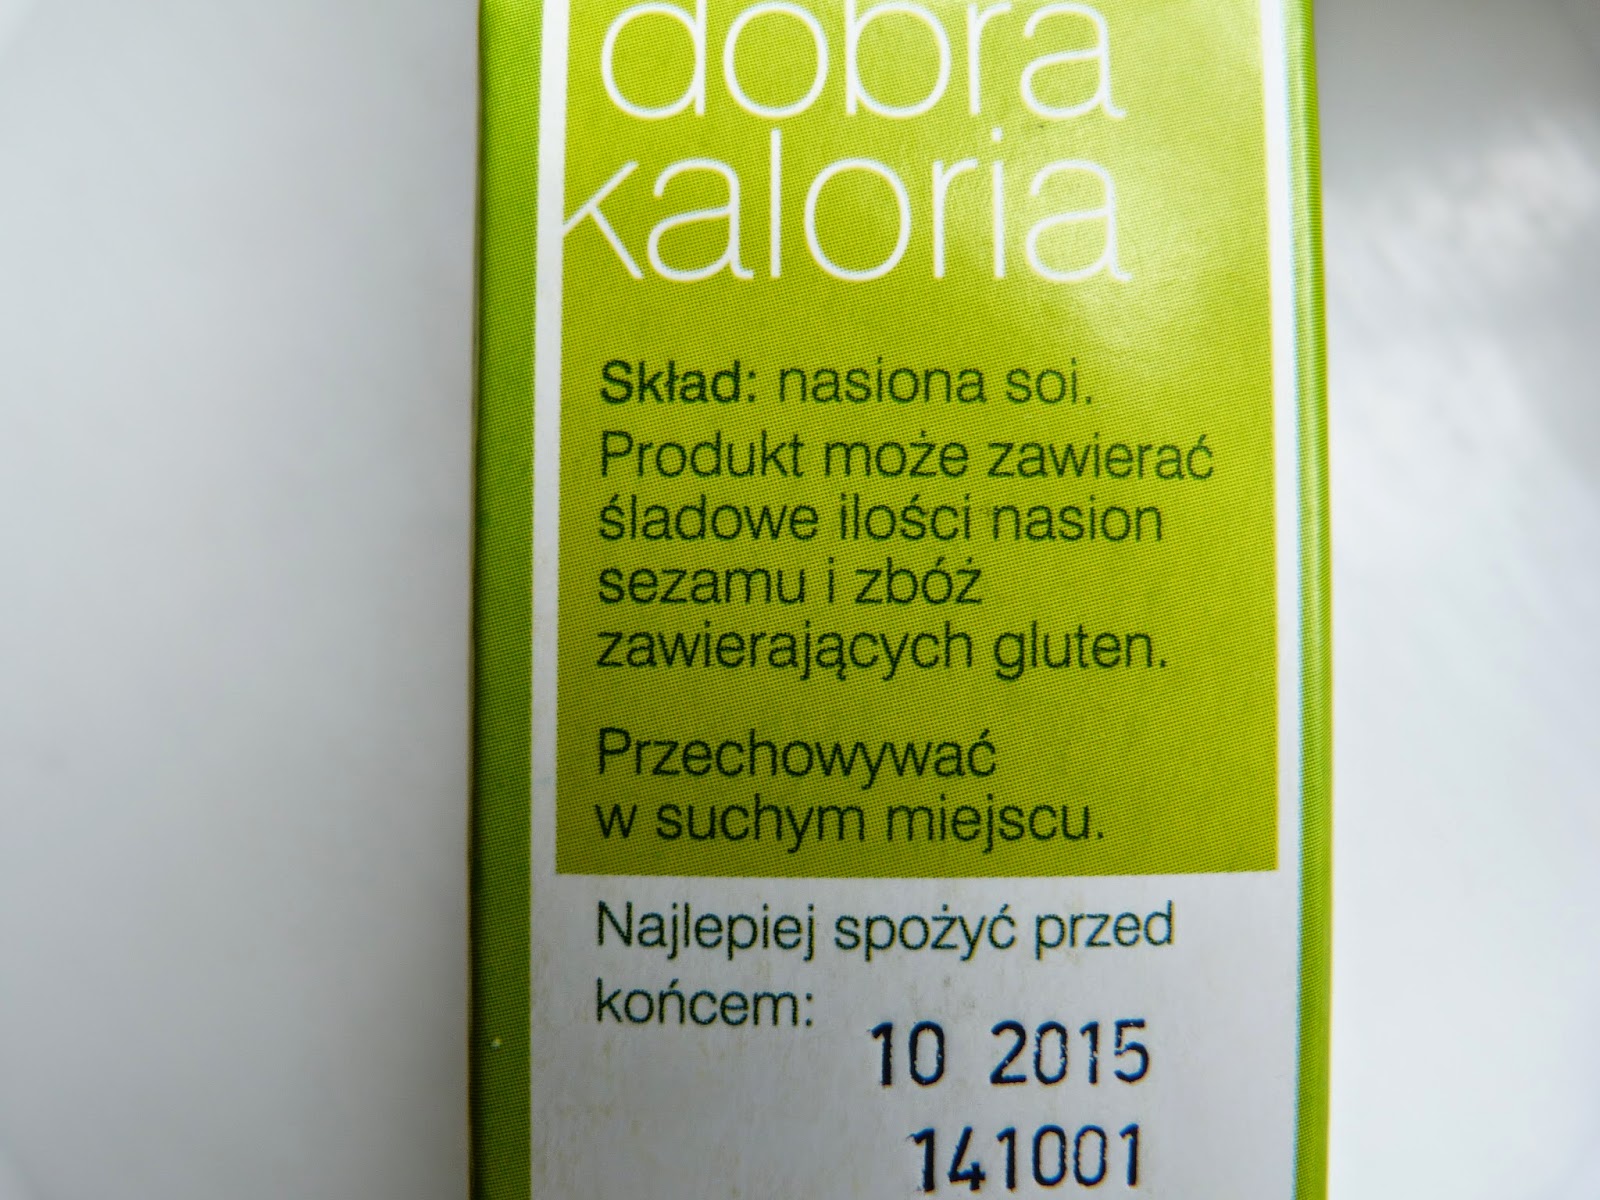 dobra
kaloria
Skład: nasiona soi.
Produkt może zawierać
śladowe ilości nasion
sezamu i zbóż
zawierających gluten.
Przechowywać
w suchym miejscu.
Najlepiej spożyć przed
końcem:
10 2015
141001